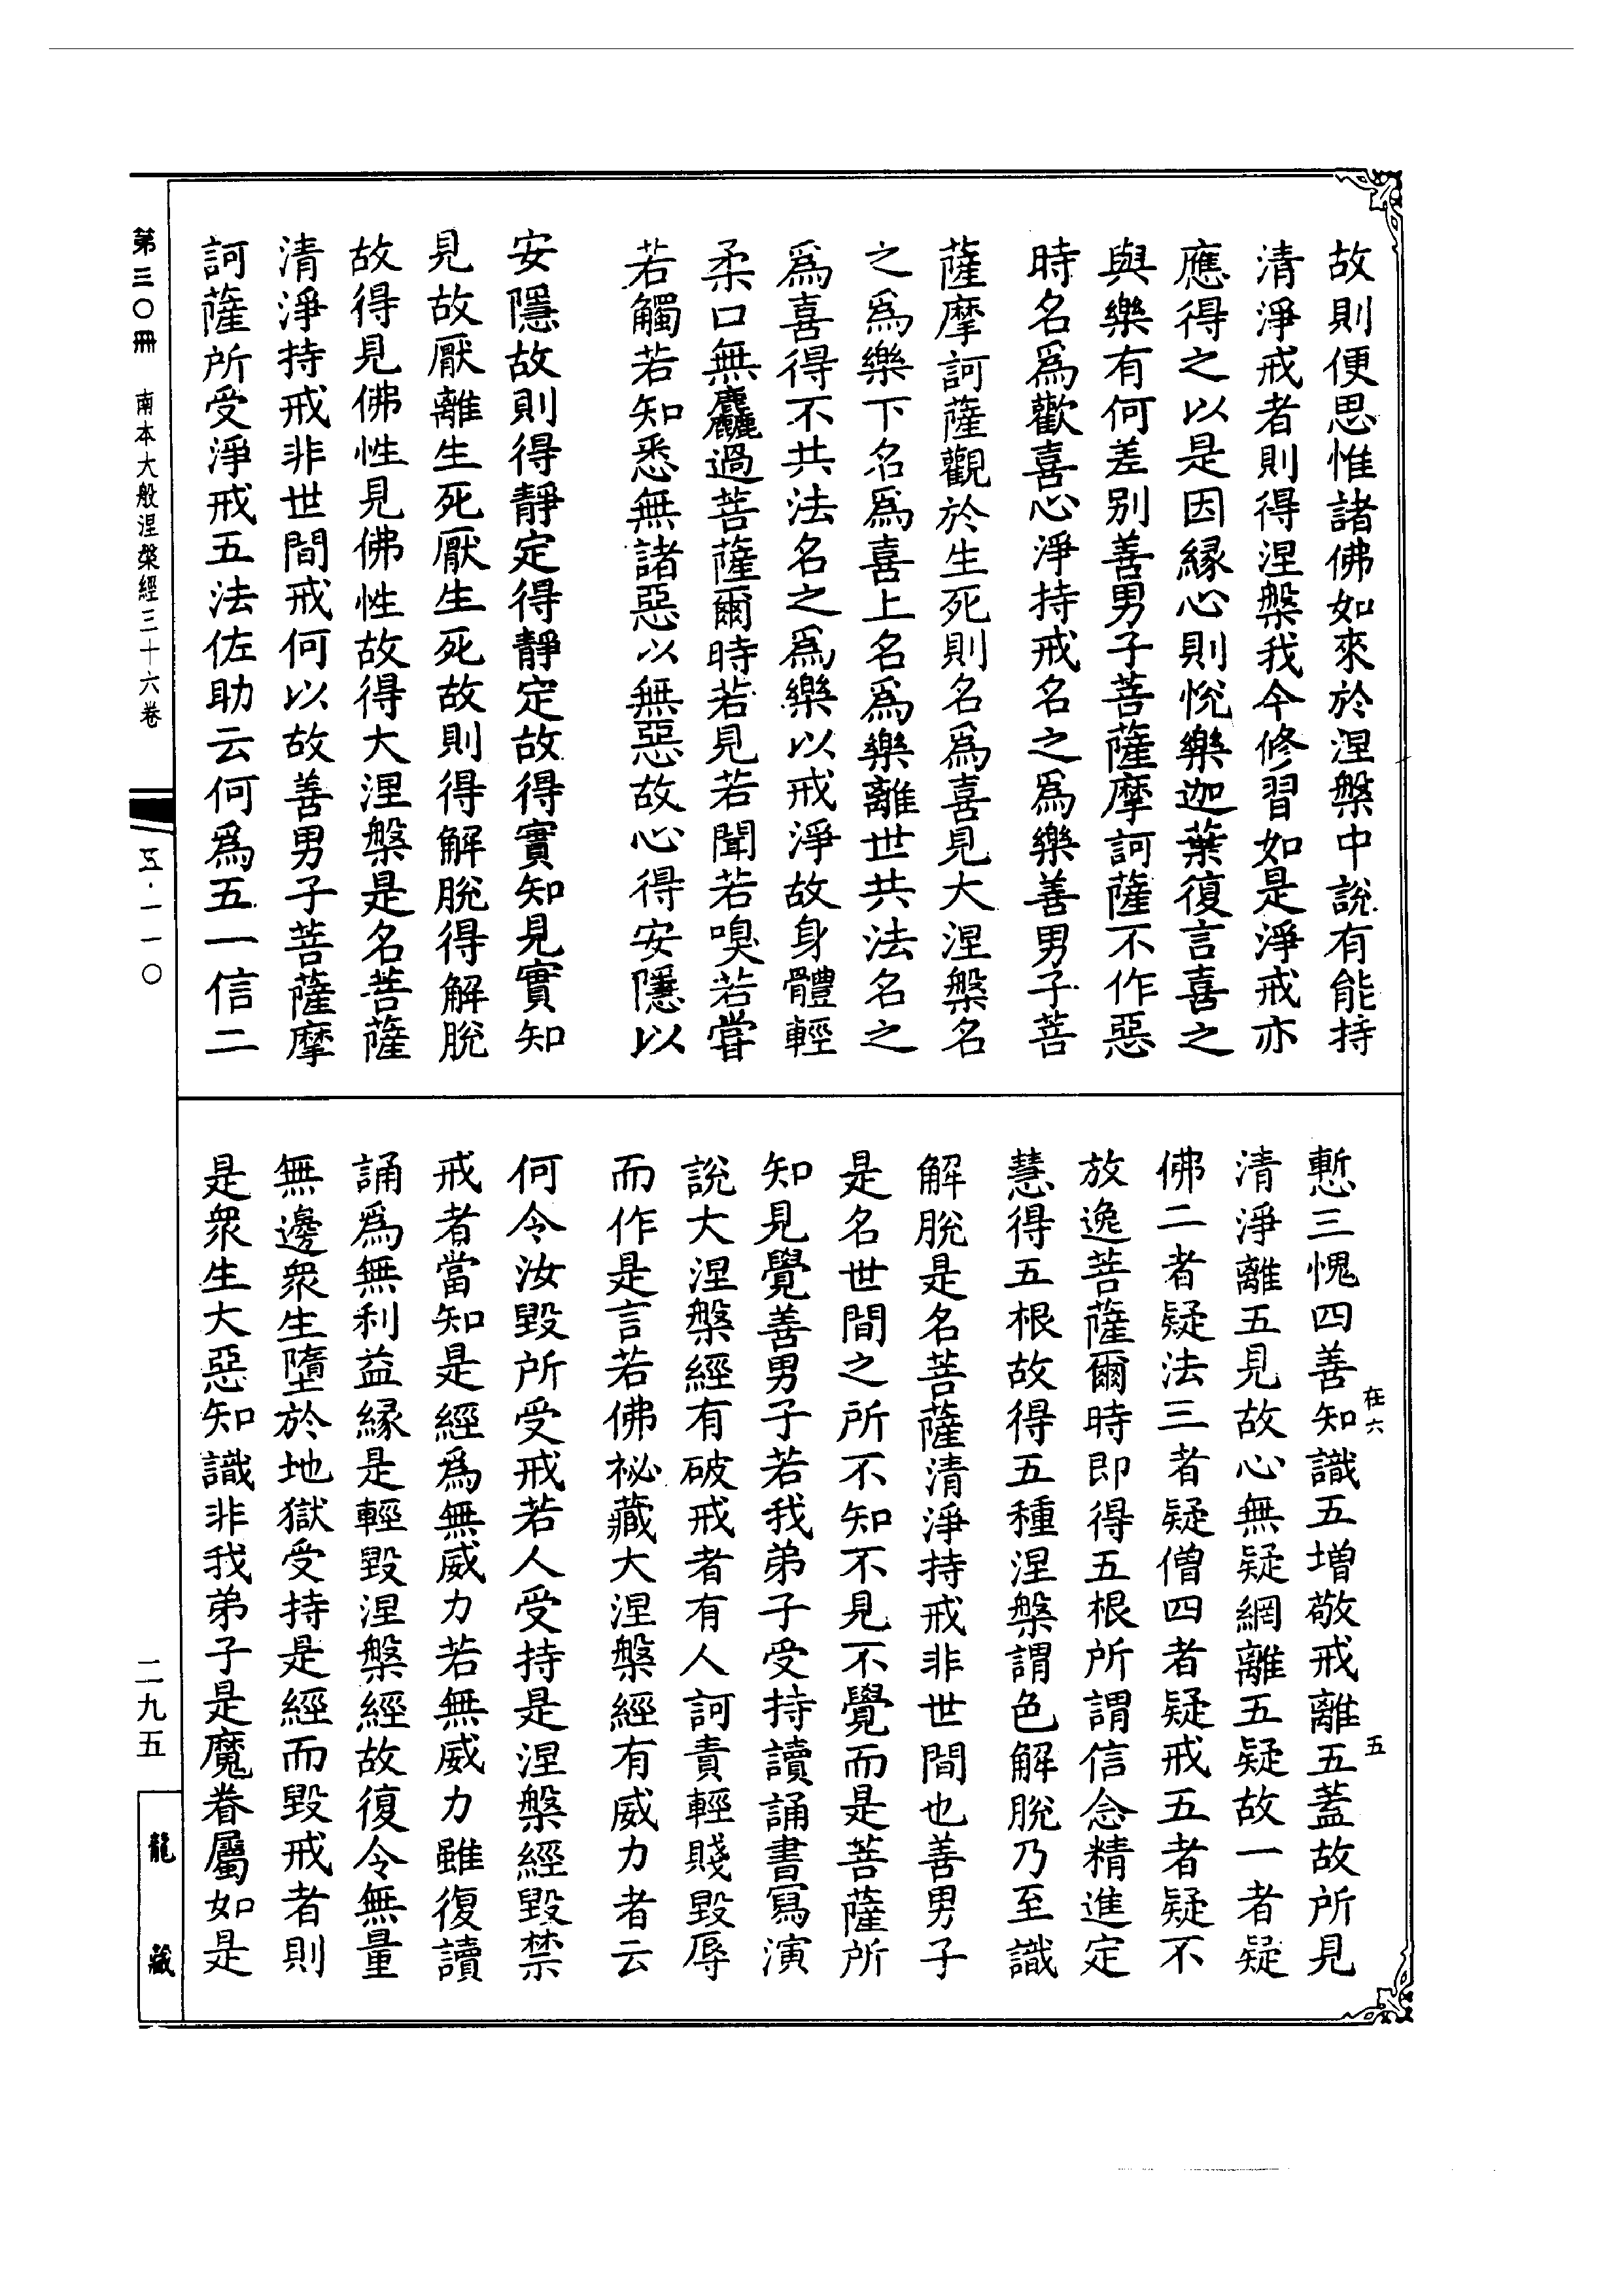 故則便思惟諸佛如來於涅槃中說有能持
清淨戒者則得涅槃我今修習如是淨戒亦
應得之以是因緣心則悅樂迦葉復言喜之
與樂有何差别善男子菩薩摩訶薩不作惡
時名爲歡喜心淨持戒名之爲樂善男子菩
薩摩訶薩觀於生死則名爲喜見大涅槃名
之爲樂下名爲喜上名爲樂離世共法名之
爲喜得不共法名之爲樂以戒淨故身體輕
柔口無麤過菩薩爾時若見若聞若嗅若嘗
若觸若知悉無諸惡以無惡故心得安隱以
安隱故則得靜定得靜定故得實知見實知
見故厭離生死厭生死故則得解脫得解脫
故得見佛性見佛性故得大涅槃是名菩薩
清淨持戒非世間戒何以故善男子菩薩摩
訶薩所受淨戒五法佐助云何爲五一信二
慙三愧四善知識五增敬戒離五蓋故所見
清淨離五見故心無疑網離五疑故一者疑
佛二者疑法三者疑僧四者疑戒五者疑不
放逸菩薩爾時即得五根所謂信念精進定
慧得五根故得五種涅槃謂色解脫乃至識
解脫是名菩薩清淨持戒非世間也善男子
是名世間之所不知不見不覺而是菩薩所
知見覺善男子若我弟子受持讀誦書寫演
說大涅槃經有破戒者有人訶責輕賤毀辱
而作是言若佛祕藏大涅槃經有威力者云
何令汝毀所受戒若人受持是涅槃經毀禁
戒者當知是經爲無威力若無威力雖復讀
誦爲無利益緣是輕毀涅槃經故復令無量
無邊衆生墮於地獄受持是經而毀戒者則
是衆生大惡知識非我弟子是魔眷屬如是
在六
五
第三〇冊 南本大般涅槃經三十六卷
五·一一〇
二九五
龍藏